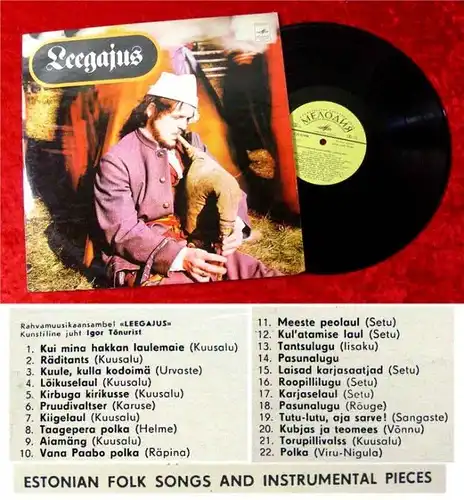 Leegajus
МЕЛОДИЯ
Rahvamuusikaansambel «LEEGAJUS»
Kunstiline juht Igor Tõnurist
1. Kui mina hakkan laulemaie (Kuusalu)
2. Räditants (Kuusalu)
3. Kuule, kulla kodoimä (Urvaste)
4. Lõikuselaul (Kuusalu)
5. Kirbuga kirikusse (Kuusalu)
6. Pruudivaltser (Karuse)
7. Kiigelaul (Kuusalu)
8. Taagepera polka (Helme)
9. Aiamäng (Kuusalu)
10. Vana Paabo polka (Räpina)
11. Meeste peolaul (Setu)
12. Kul'atamise laul (Setu)
13. Tantsulugu (Iisaku)
14. Pasunalugu
15. Laisad karjasaatjad (Setu)
16. Roopillilugu (Setu)
17. Karjaselaul (Setu)
18. Pasunalugu (Rõuge)
19. Tutu-lutu, aja sarve! (Sangaste)
20. Kubjas ja teomees (Võnnu)
21. Torupillivalss (Kuusalu)
22. Polka (Viru-Nigula)
ESTONIAN FOLK SONGS AND INSTRUMENTAL PIECES